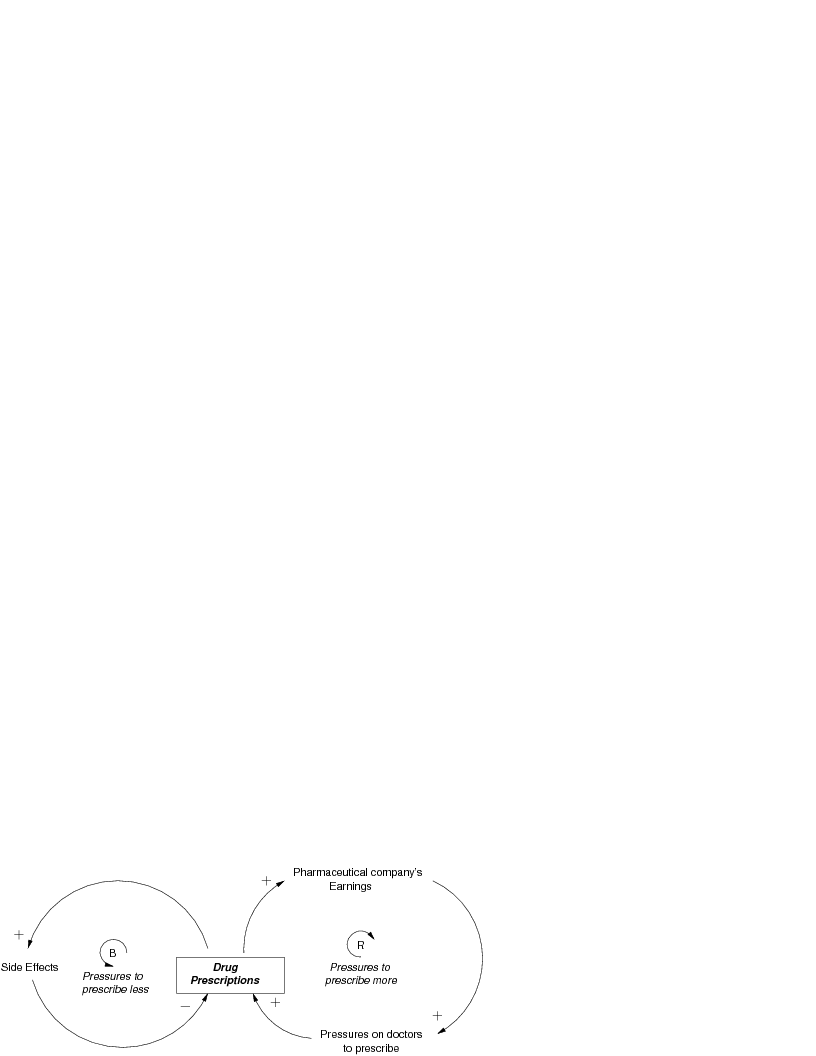 +
Pharmaceutical company's
Earnings
+
B
Pressures to
prescribe less
R
Pressures to
prescribe more
Side Effects
Drug
Prescriptions
−
+
+
Pressures on doctors
to prescribe